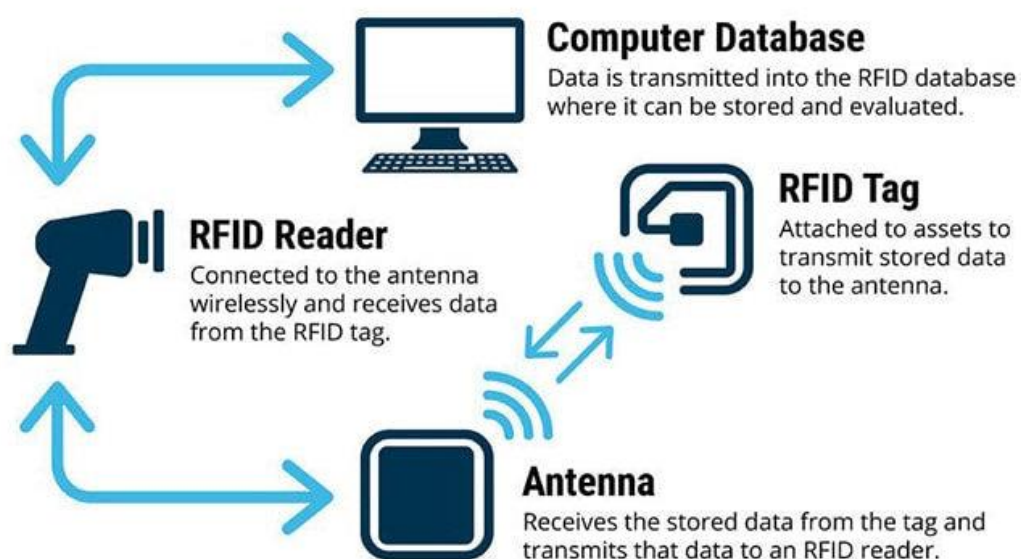 Computer Database
Data is transmitted into the RFID database
where it can be stored and evaluated.
RFID Tag
Attached to assets to
transmit stored data
to the antenna.
RFID Reader
Connected to the antenna
wirelessly and receives data
from the RFID tag.
Antenna
Receives the stored data from the tag and
transmits that data to an RFID reader.